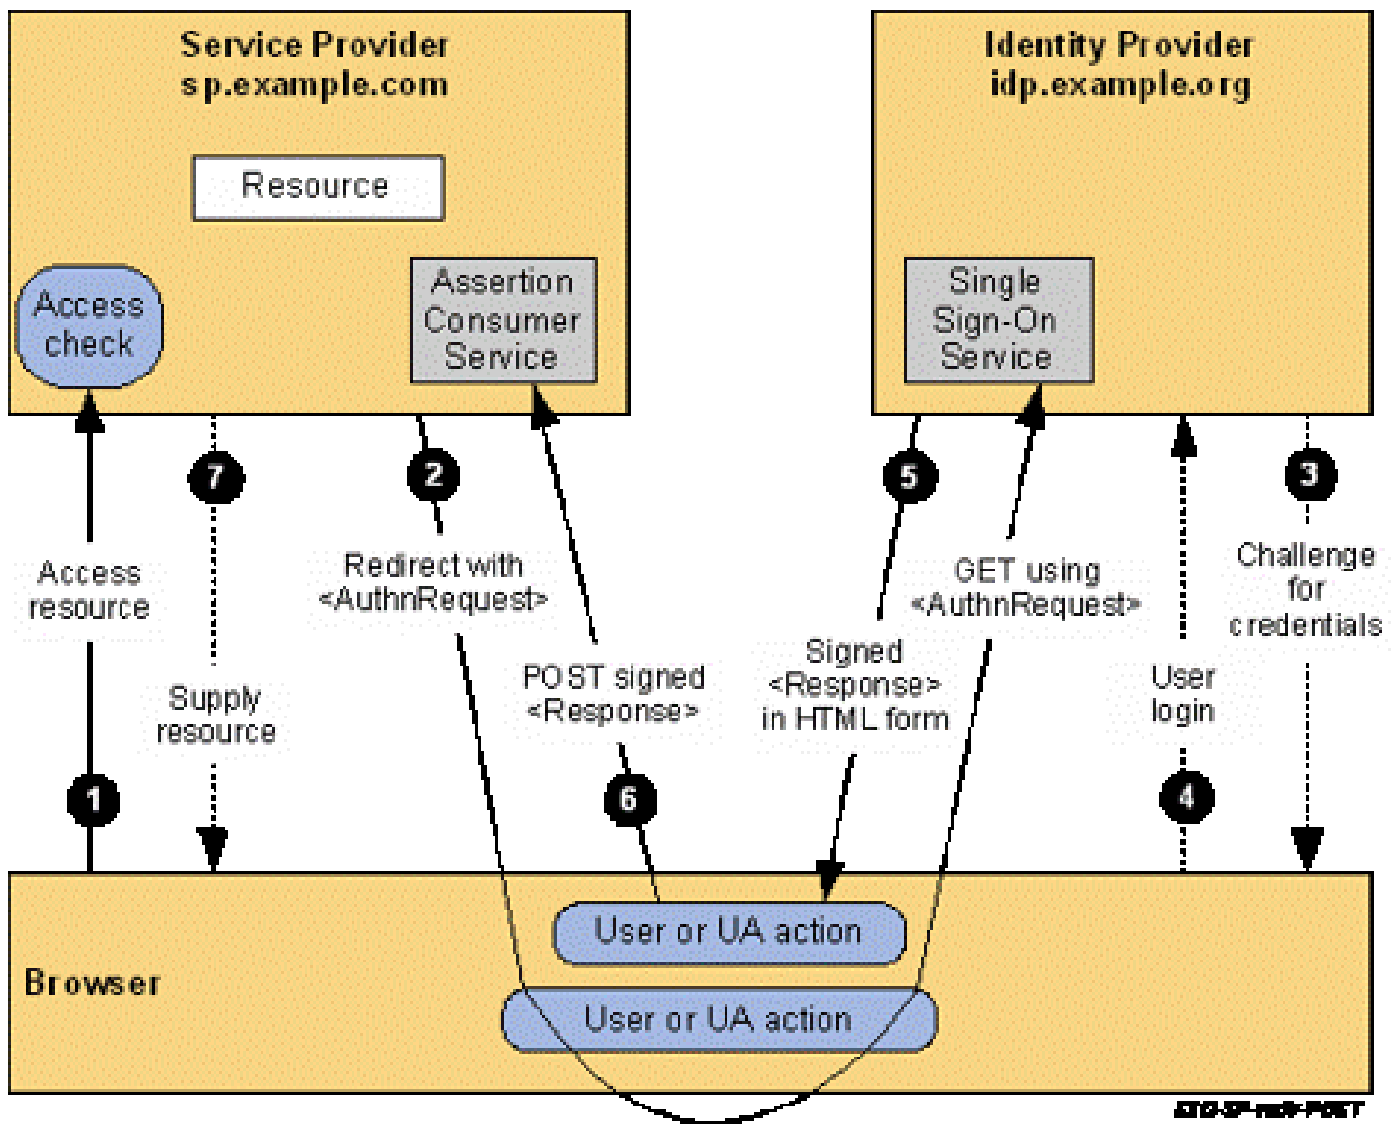 Service Provider
sp.example.com
Identity Provider
idp.example.org
Resource
Access
check
Assertion
Consumer
Service
Single
Sign-On
Service
7
2
5
3
Access
resource
Redirect with
<AuthnRequest>
GET using
<AuthnRequest>
Challenge
for
credentials
Supply
resource
POST signed
<Response>
Signed
<Response>
in HTML form
User
login
1
6
4
User or UA action
Browser
User or UA action